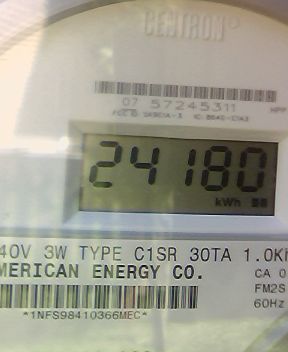 CENTRON®
07 57245311
24180
kWh
40V 3W TYPE C1SR 30TA 1.0K
MERICAN ENERGY CO.
CA 0
FM2S
60Hz
*1NFS98410366MEC*